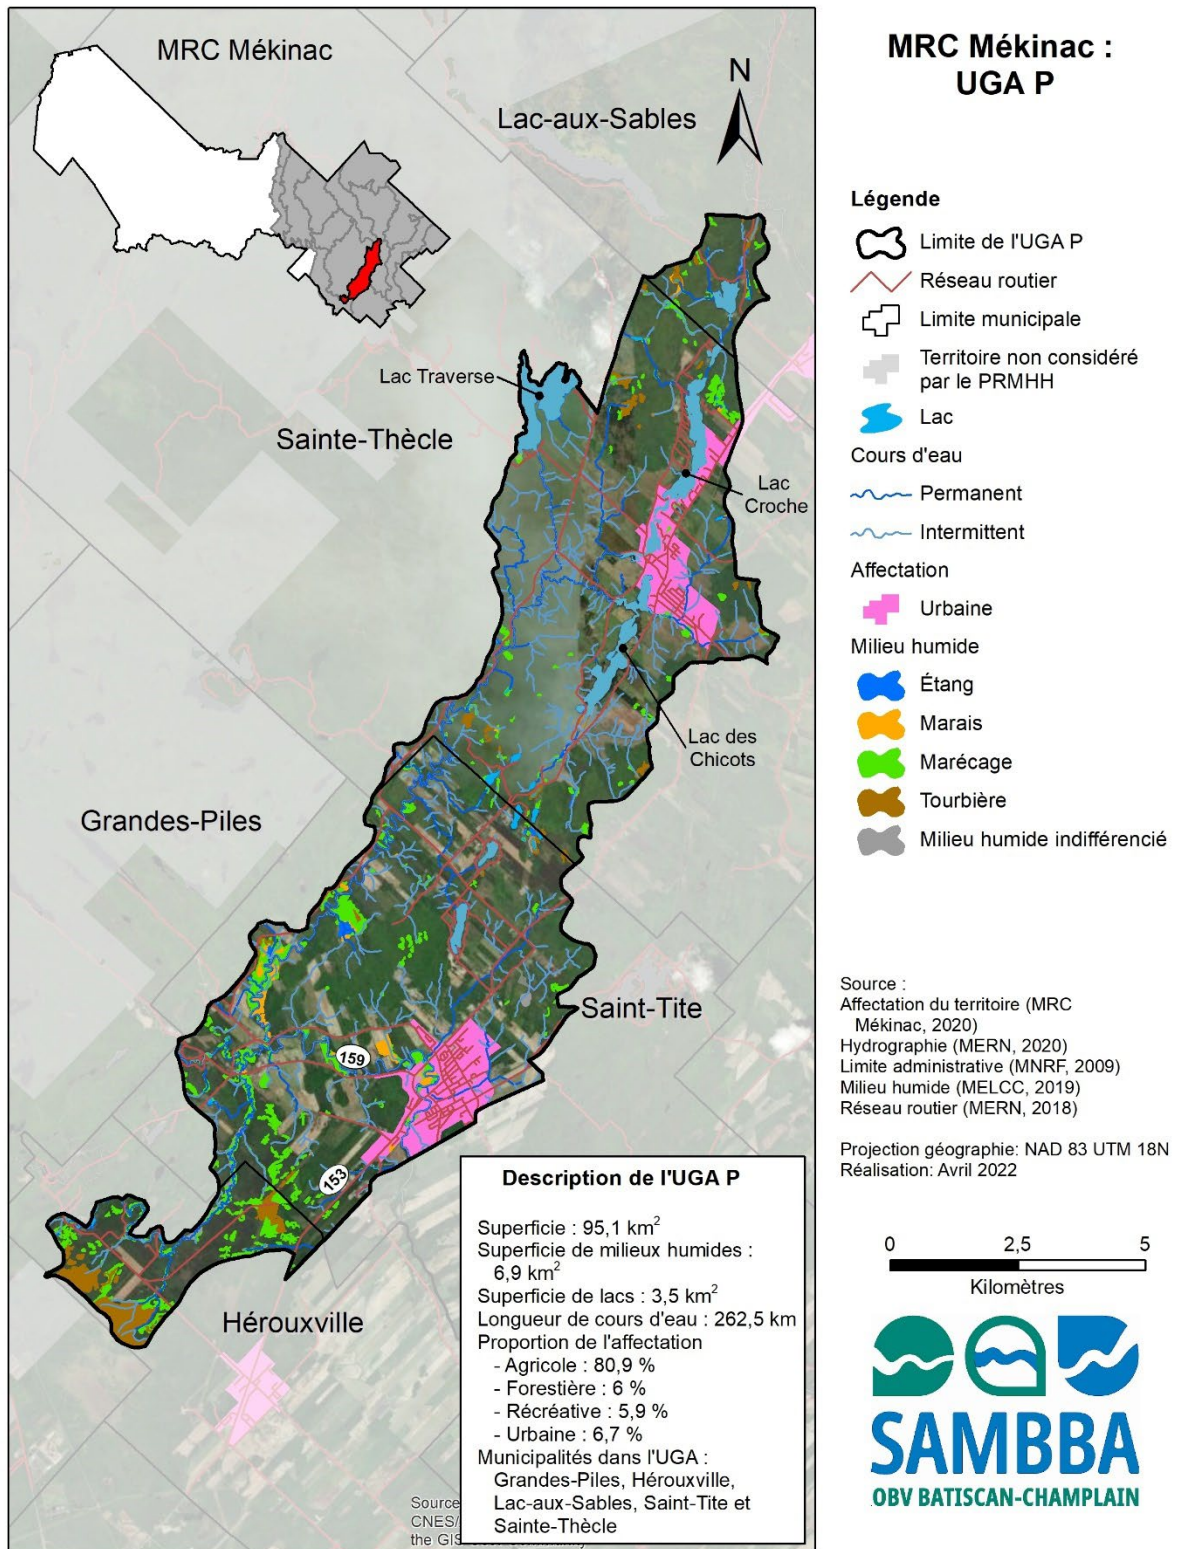 MRC Mékinac
N
Lac-aux-Sables
Lac Traverse
Sainte-Thècle
Lac
Croche
Lac des
Chicots
Grandes-Piles
Saint-Tite
159
153
Hérouxville
Description de l'UGA P
Superficie : 95,1 km²
Superficie de milieux humides :
6,9 km²
Superficie de lacs : 3,5 km²
Longueur de cours d'eau : 262,5 km
Proportion de l'affectation
- Agricole : 80,9 %
- Forestière : 6 %
- Récréative : 5,9 %
- Urbaine : 6,7 %
Municipalités dans l'UGA :
Grandes-Piles, Hérouxville,
Lac-aux-Sables, Saint-Tite et
Sainte-Thècle
Source
CNES/
the GIS
MRC Mékinac :
UGA P
Légende
Limite de l'UGA P
Réseau routier
Limite municipale
Territoire non considéré
par le PRMHH
Lac
Cours d'eau
Permanent
Intermittent
Affectation
Urbaine
Milieu humide
Étang
Marais
Marécage
Tourbière
Milieu humide indifférencié
Source :
Affectation du territoire (MRC
Mékinac, 2020)
Hydrographie (MERN, 2020)
Limite administrative (MNRF, 2009)
Milieu humide (MELCC, 2019)
Réseau routier (MERN, 2018)
Projection géographie: NAD 83 UTM 18N
Réalisation: Avril 2022
0 2,5 5
Kilomètres
SAMBBA
OBV BATISCAN-CHAMPLAIN